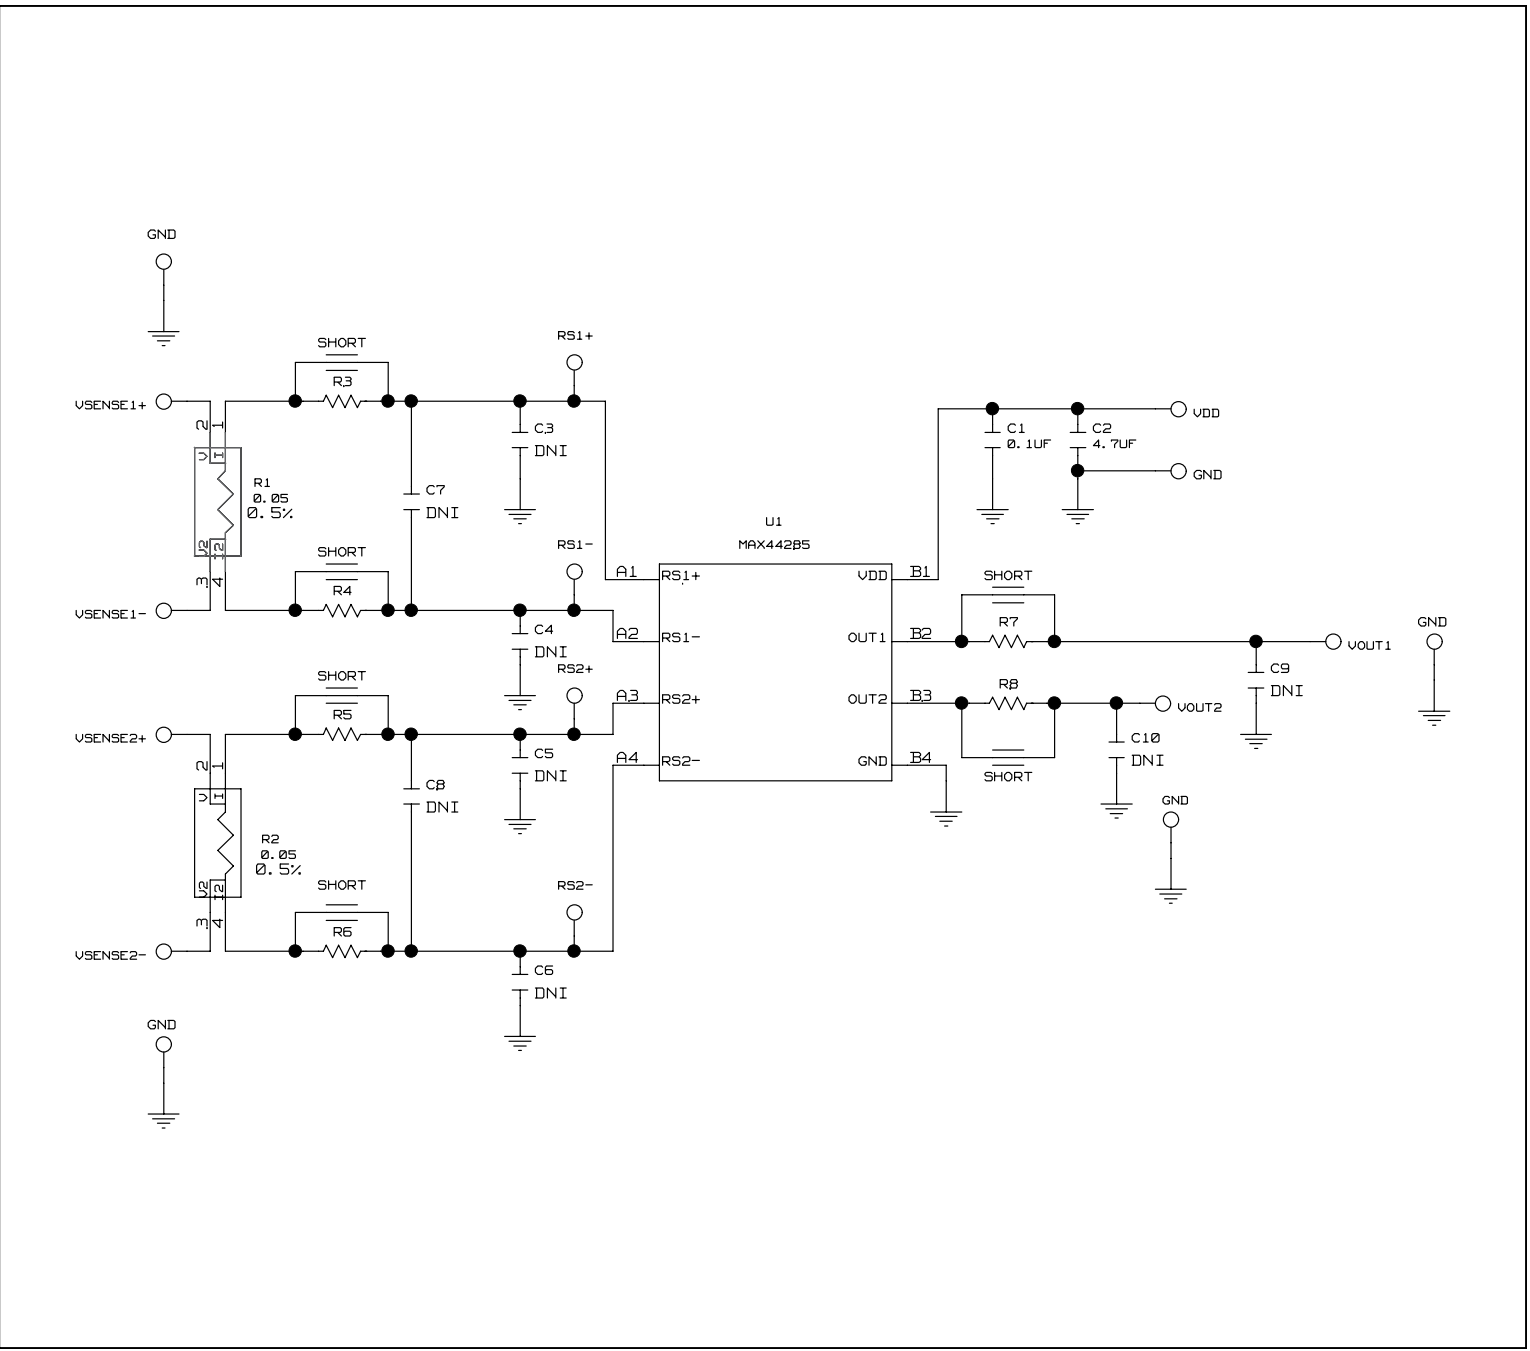 GND
SHORT
R3
RS1+
VSENSE1+
2
1
V
I
R1
0.05
0.5%
V2
I2
3
4
C7
DNI
C3
DNI
VSENSE1-
SHORT
R4
RS1-
C4
DNI
RS2+
SHORT
R5
VSENSE2+
2
1
V
I
R2
0.05
0.5%
V2
I2
3
4
C8
DNI
C5
DNI
SHORT
R6
RS2-
VSENSE2-
C6
DNI
GND
U1
MAX44285
A1
RS1+
A2
RS1-
A3
RS2+
A4
RS2-
VDD
B1
OUT1
B2
OUT2
B3
GND
B4
C1
0.1UF
C2
4.7UF
VDD
GND
SHORT
R7
VOUT1
C9
DNI
GND
R8
SHORT
VOUT2
C10
DNI
GND